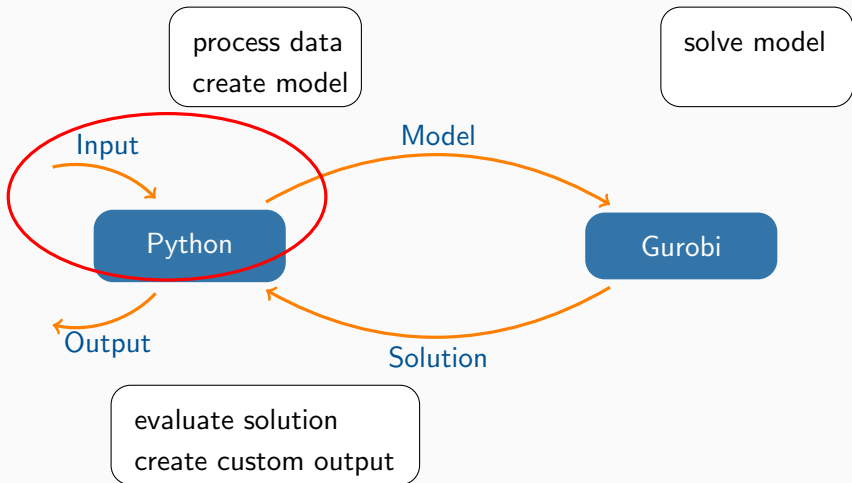 process data
create model
solve model
Input
Model
Python
Gurobi
Output
Solution
evaluate solution
create custom output